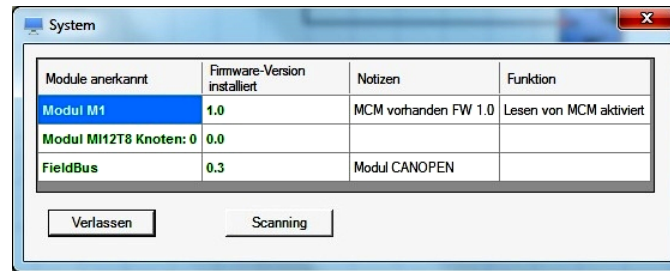 System
Module anerkannt Firmware-Version installiert Notizen Funktion
Modul M1 1.0 MCM vorhanden FW 1.0 Lesen von MCM aktiviert
Modul MI12T8 Knoten: 0 0.0
FieldBus 0.3 Modul CANOPEN
Verlassen Scanning